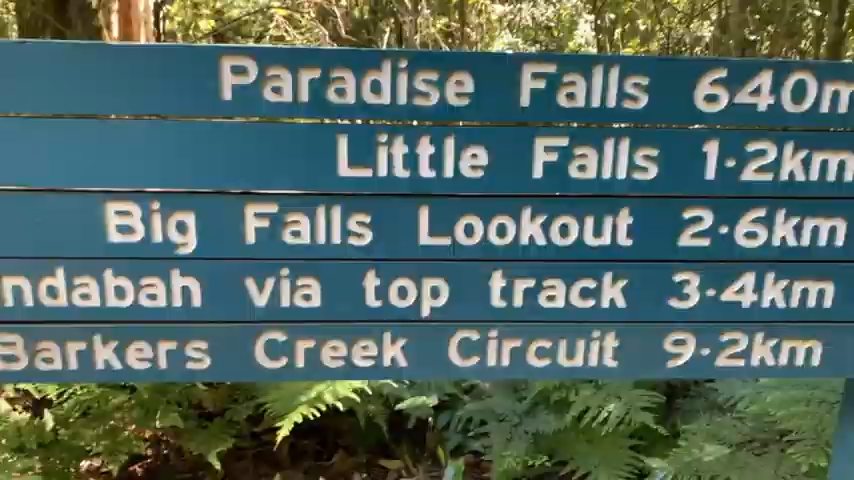 Paradise Falls 640m
Little Falls 1.2km
Big Falls Lookout 2.6km
via top track 3.4km
Barkers Creek Circuit 9.2km